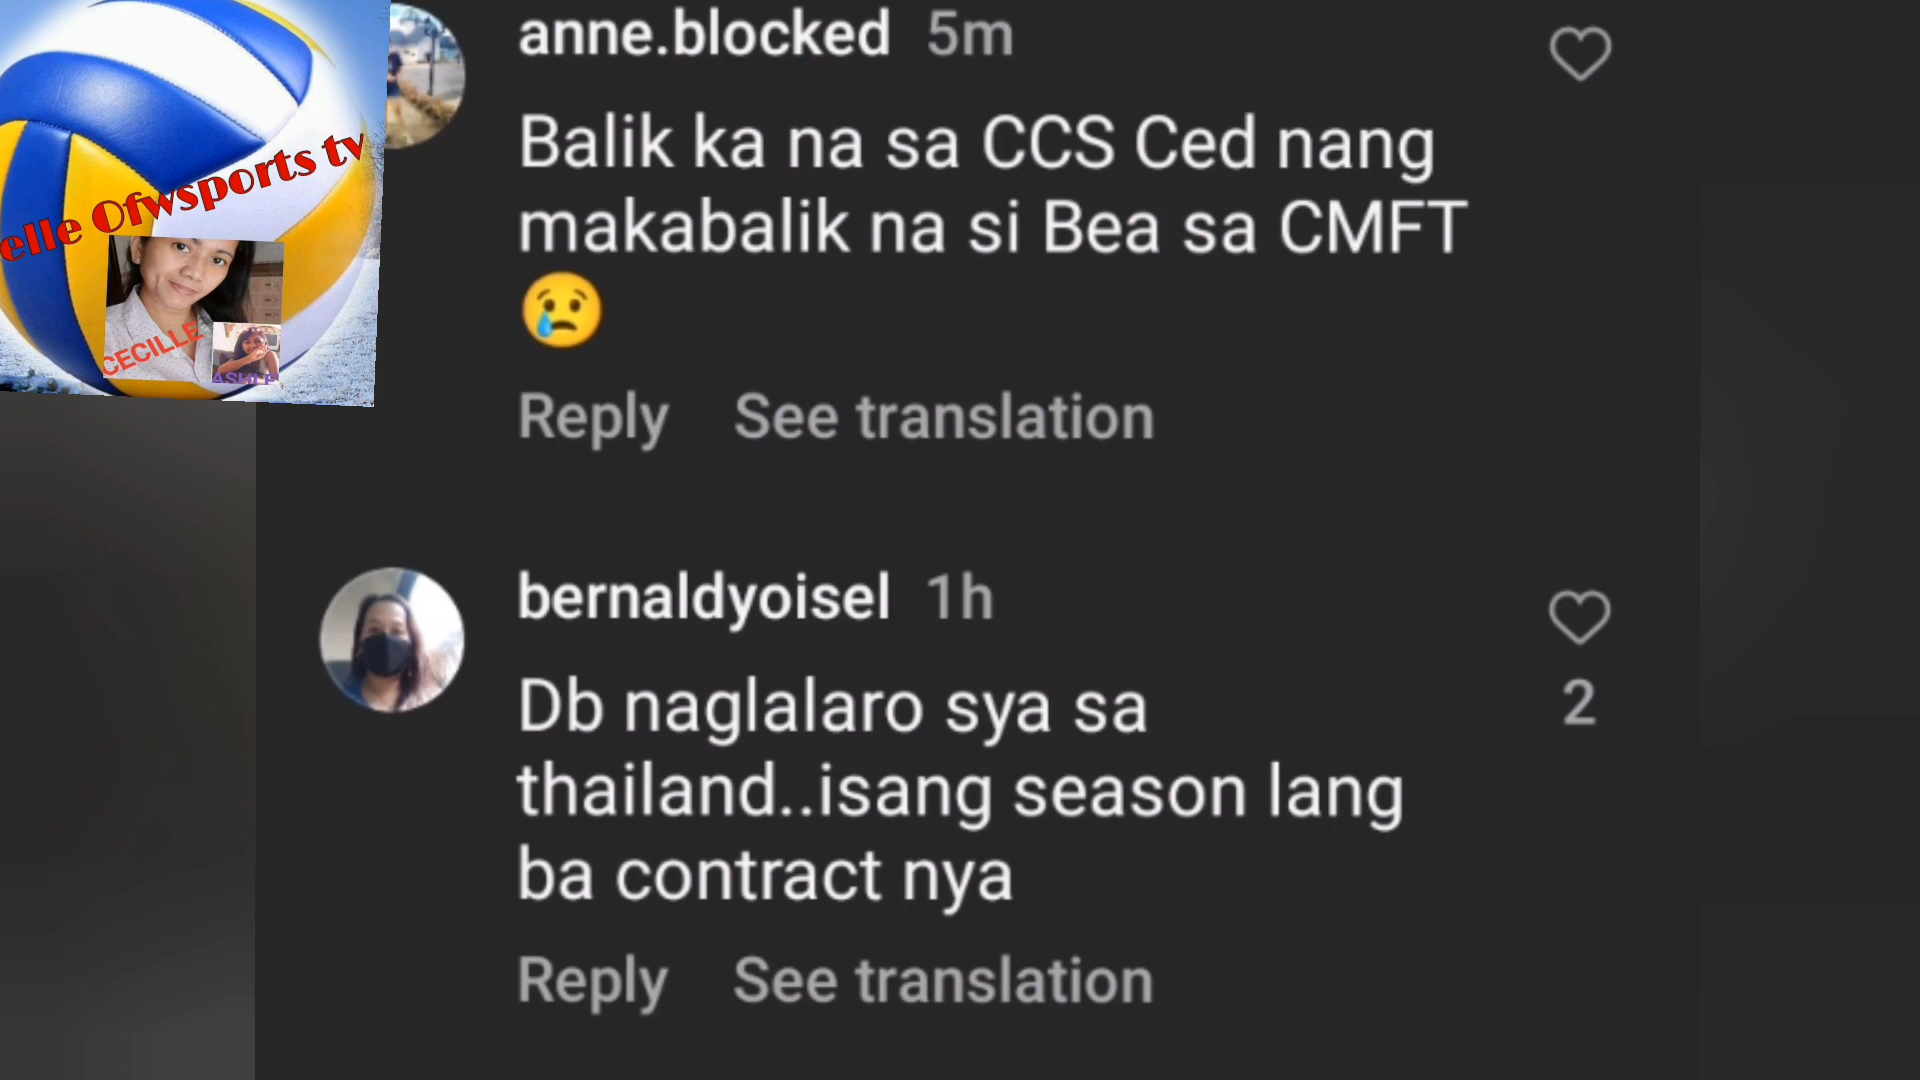 elle Ofwsports tv
CECILLE
ASHLE
anne.blocked 5m
Balik ka na sa CCS Ced nang
makabalik na si Bea sa CMFT
😢
Reply See translation
bernaldyoisel 1h
Db naglalaro sya sa
2
thailand..isang season lang
ba contract nya
Reply See translation